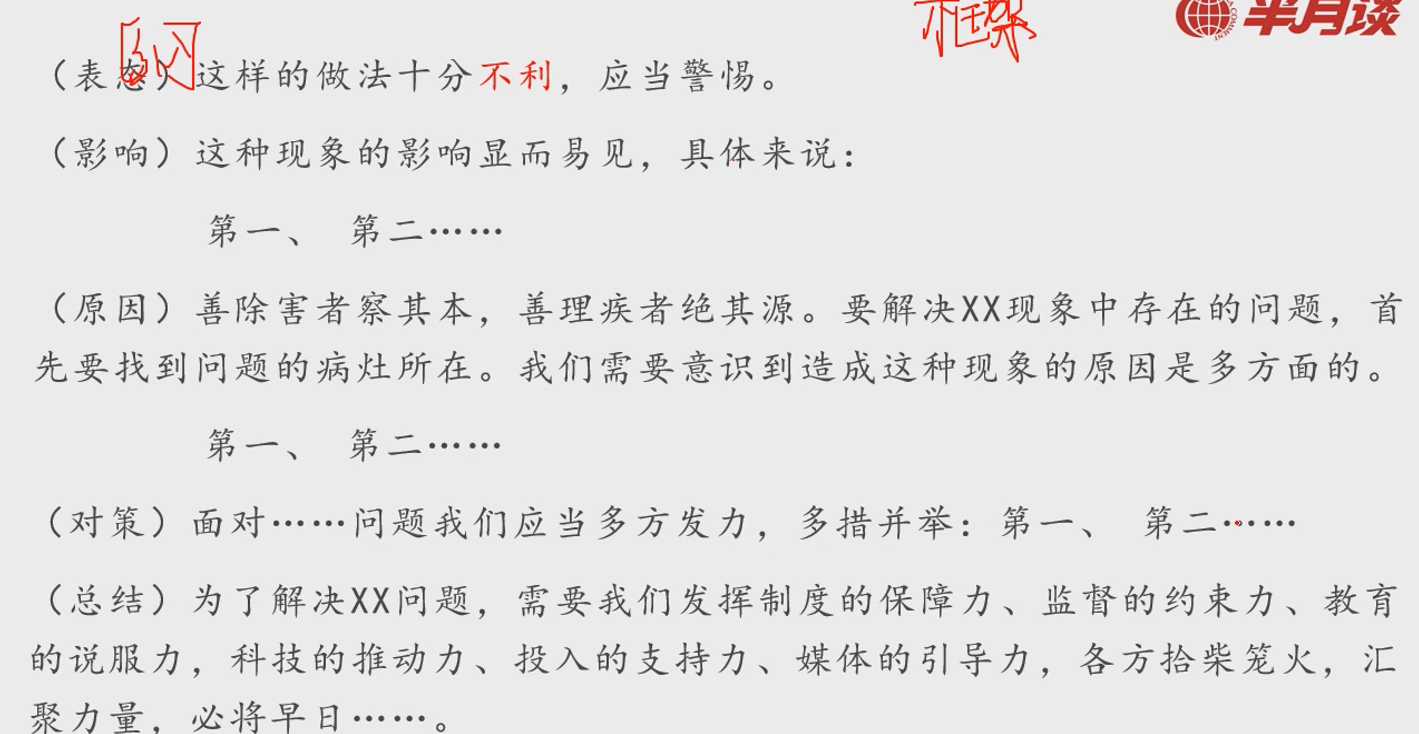 框架
半月谈
（表态）这样的做法十分不利，应当警惕。
（影响）这种现象的影响显而易见，具体来说：
第一、 第二……
（原因）善除害者察其本，善理疾者绝其源。要解决XX现象中存在的问题，首
先要找到问题的病灶所在。我们需要意识到造成这种现象的原因是多方面的。
第一、 第二……
（对策）面对……问题我们应当多方发力，多措并举：第一、 第二……
（总结）为了解决XX问题，需要我们发挥制度的保障力、监督的约束力、教育
的说服力，科技的推动力、投入的支持力、媒体的引导力，各方拾柴笼火，汇
聚力量，必将早日……。